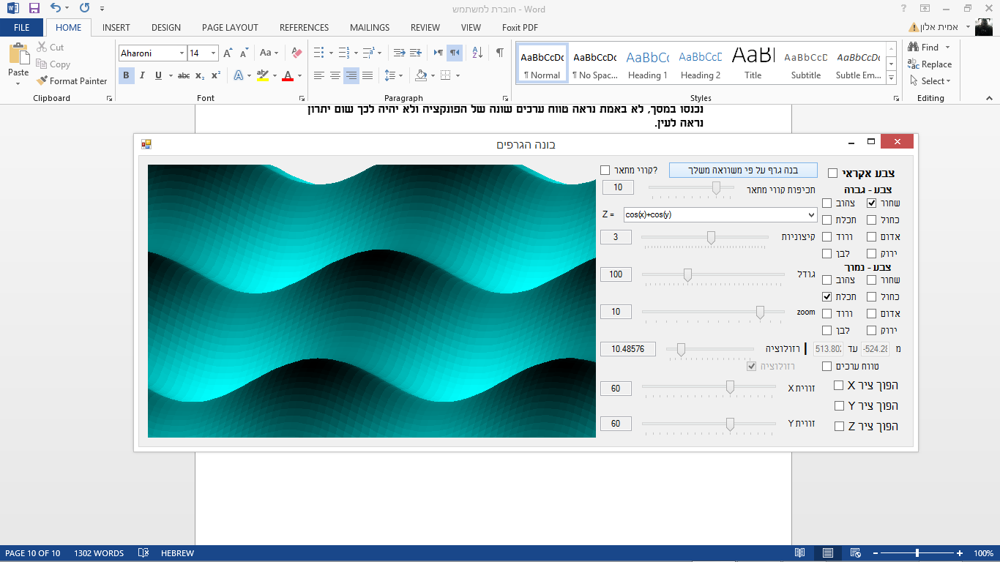 חוברת למשתמש - Word
FILE HOME INSERT DESIGN PAGE LAYOUT REFERENCES MAILINGS REVIEW VIEW Foxit PDF אמית אלון
Paste
Cut
Copy
Format Painter
Clipboard
Aharoni 14
Font
Paragraph
AaBbCcDc AaBbCcDc AaBbCc AaBbCcD AaBl AaBbCcD AaBbCcDc
¶ Normal ¶ No Spac... Heading 1 Heading 2 Title Subtitle Subtle Em...
Styles
Find
Replace
Select
Editing
נכנסו במסך, לא באמת נראה טווח ערכים שונה של הפונקציה ולא יהיה לכך שום יתרון
נראה לעין.
בונה הגרפים
צבע אקראי
בנה גרף על פי משוואה משלך
קווי מתאר?
תכיפות קווי מתאר
10
Z = cos(x)+cos(y)
קיצוניות
3
גודל
100
zoom
10
רזולוציה
10.48576
רזולוציה
זווית X
60
זווית Y
60
צבע - גבוה
שחור צהוב
כחול תכלת
אדום ורוד
ירוק לבן
צבע - נמוך
שחור צהוב
כחול תכלת
אדום ורוד
ירוק לבן
מ -524.28 עד 513.80
טווח ערכים
הפוך ציר X
הפוך ציר Y
הפוך ציר Z
PAGE 10 OF 10 1302 WORDS HEBREW 100%